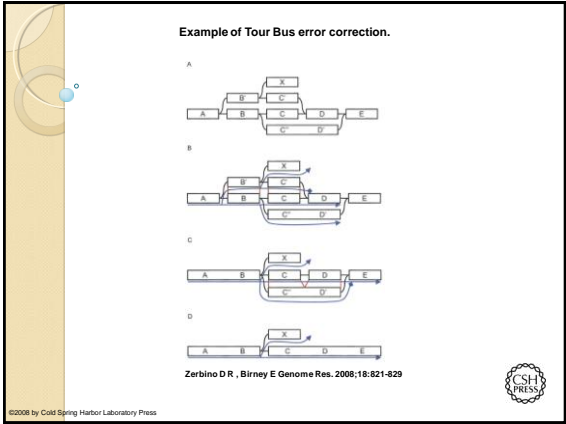 Example of Tour Bus error correction.
A
X
B' C'
A B C D E
C'' D'
B
X
B' C'
A B C D E
C'' D'
C
X
A B C D E
C'' D'
D
X
A B C D E
Zerbino D R , Birney E Genome Res. 2008;18:821-829
CSH
PRESS
©2008 by Cold Spring Harbor Laboratory Press